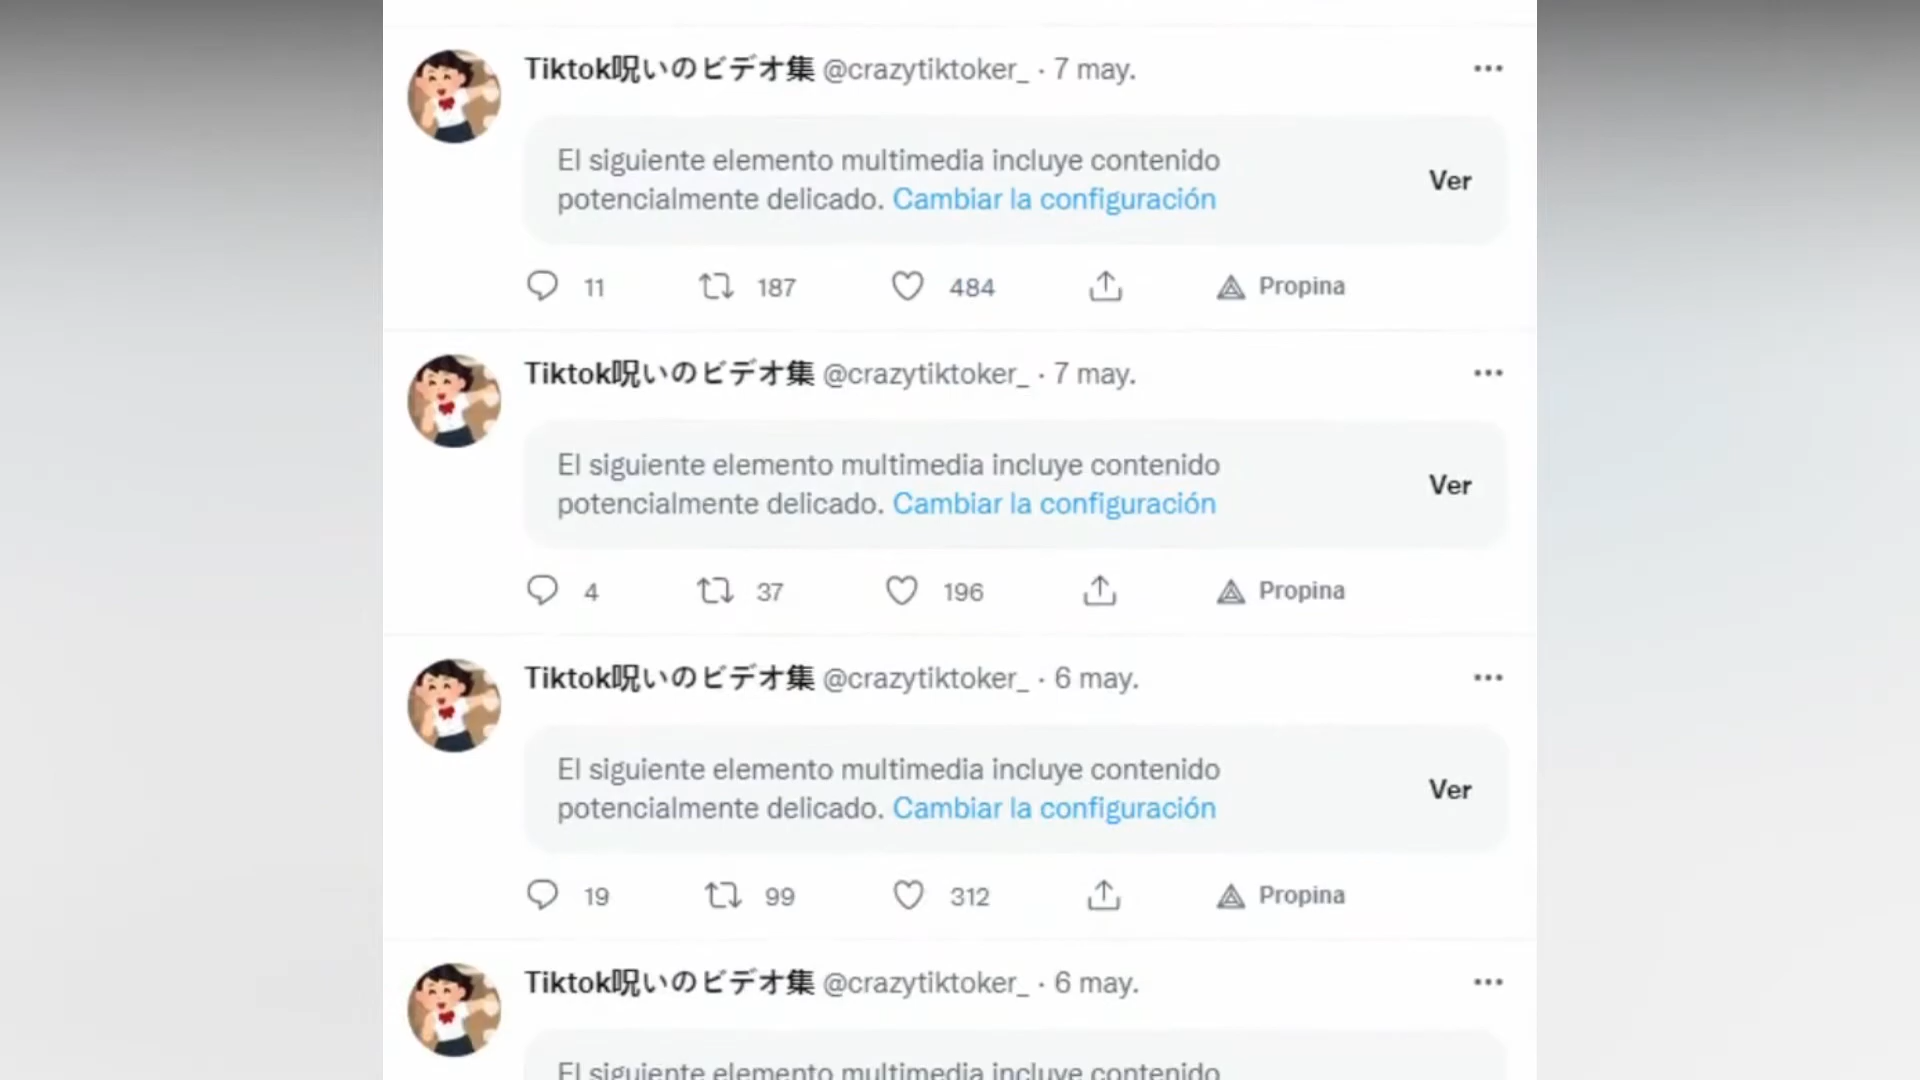 Tiktok呪いのビデオ集 @crazytiktoker_ · 7 may.
El siguiente elemento multimedia incluye contenido
potencialmente delicado. Cambiar la configuración
Ver
11 187 484 Propina
Tiktok呪いのビデオ集 @crazytiktoker_ · 7 may.
El siguiente elemento multimedia incluye contenido
potencialmente delicado. Cambiar la configuración
Ver
4 37 196 Propina
Tiktok呪いのビデオ集 @crazytiktoker_ · 6 may.
El siguiente elemento multimedia incluye contenido
potencialmente delicado. Cambiar la configuración
Ver
19 99 312 Propina
Tiktok呪いのビデオ集 @crazytiktoker_ · 6 may.
El siguiente elemento multimedia incluye contenido